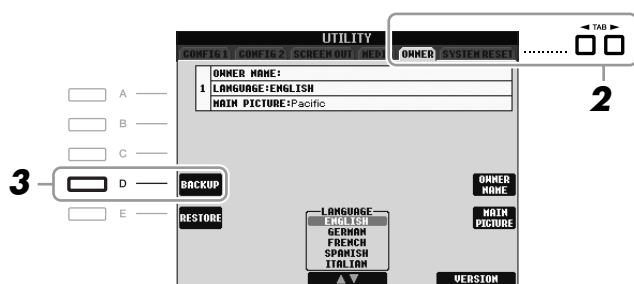 UTILITY
◄ TAB ►
CONFIG 1 CONFIG 2 SCREEN OUT MEDIA OWNER SYSTEM RESET
2
OWNER NAME:
1 LANGUAGE:ENGLISH
MAIN PICTURE:Pacific
A
B
C
3 D BACKUP OWNER NAME
E RESTORE MAIN PICTURE
LANGUAGE
ENGLISH
GERMAN
FRENCH
SPANISH
ITALIAN
▲▼ VERSION